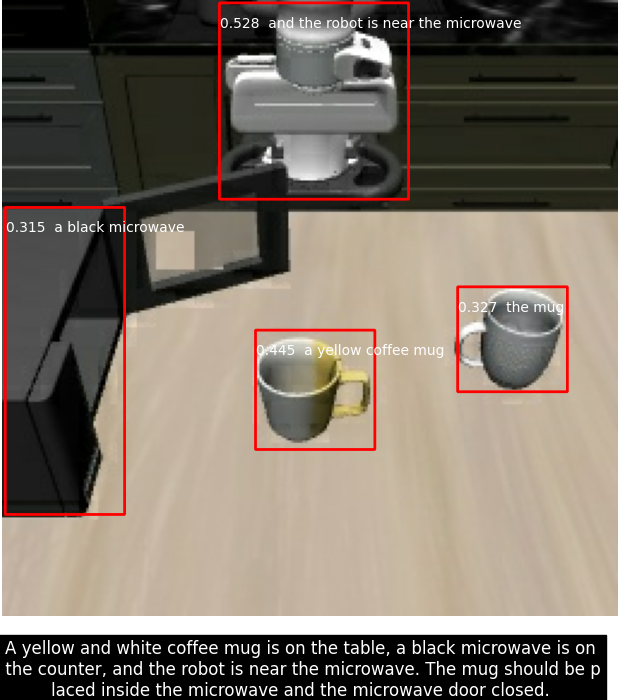 0.528 and the robot is near the microwave
0.315 a black microwave
0.327 the mug
0.445 a yellow coffee mug
A yellow and white coffee mug is on the table, a black microwave is on
the counter, and the robot is near the microwave. The mug should be p
laced inside the microwave and the microwave door closed.